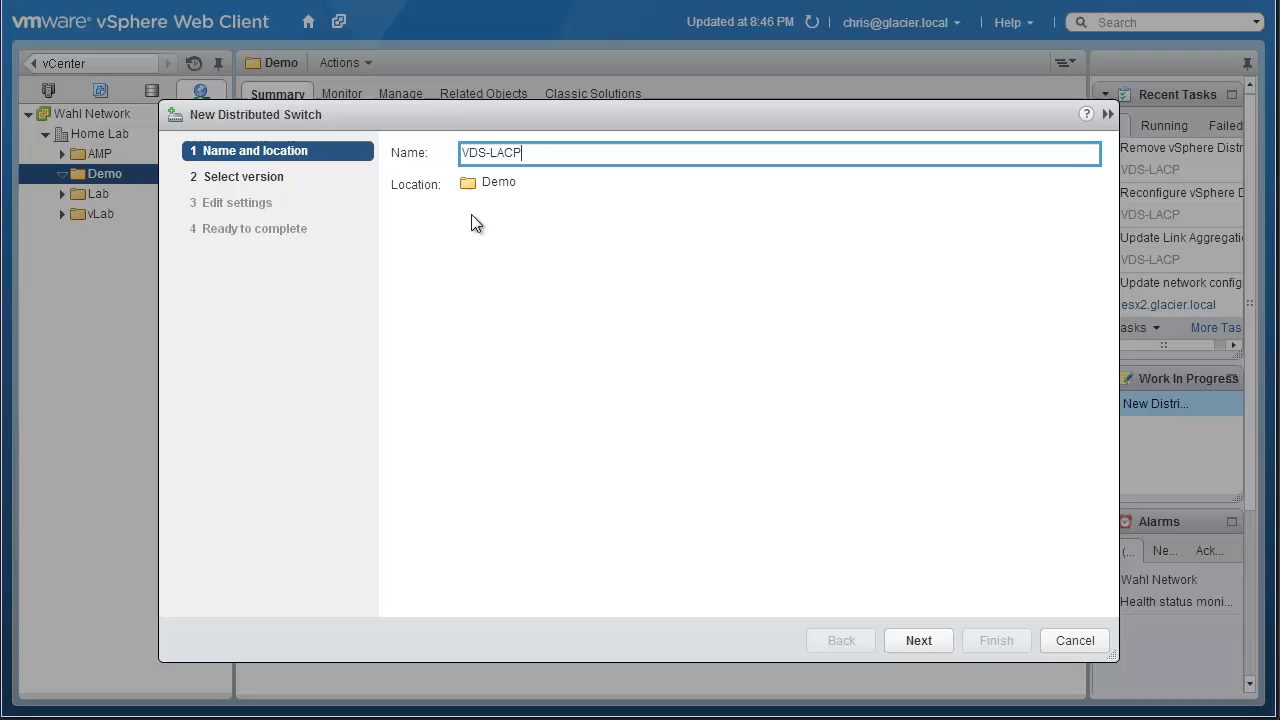 vmware® vSphere Web Client
Updated at 8:46 PM
chris@glacier.local
Help
Search
vCenter
Demo
Actions
Summary
Monitor
Manage
Related Objects
Classic Solutions
Wahl Network
Home Lab
AMP
Demo
Lab
vLab
New Distributed Switch
1 Name and location
2 Select version
3 Edit settings
4 Ready to complete
Name:
VDS-LACP
Location:
Demo
Back
Next
Finish
Cancel
Recent Tasks
Running
Failed
Remove vSphere Distr
VDS-LACP
Reconfigure vSphere D
VDS-LACP
Update Link Aggregati
VDS-LACP
Update network config
esx2.glacier.local
asks
More Tas
Work In Progress
New Distri...
Alarms
(...
Ne...
Ack...
Wahl Network
Health status moni...